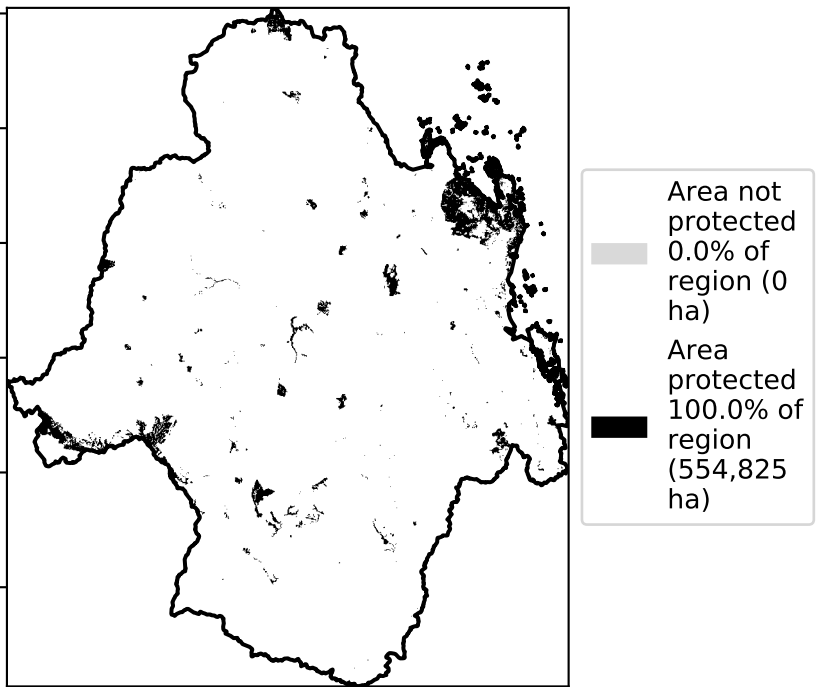 Area not
protected
0.0% of
region (0
ha)
Area
protected
100.0% of
region
(554,825
ha)